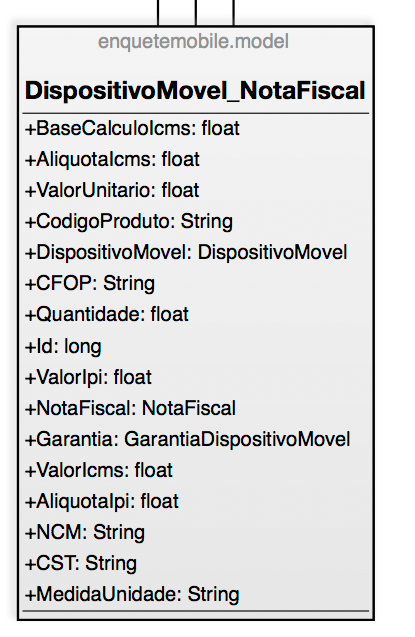 enquetemobile.model
DispositivoMovel_NotaFiscal
+BaseCalculoIcms: float
+AliquotaIcms: float
+ValorUnitario: float
+CodigoProduto: String
+DispositivoMovel: DispositivoMovel
+CFOP: String
+Quantidade: float
+Id: long
+ValorIpi: float
+NotaFiscal: NotaFiscal
+Garantia: GarantiaDispositivoMovel
+ValorIcms: float
+AliquotaIpi: float
+NCM: String
+CST: String
+MedidaUnidade: String